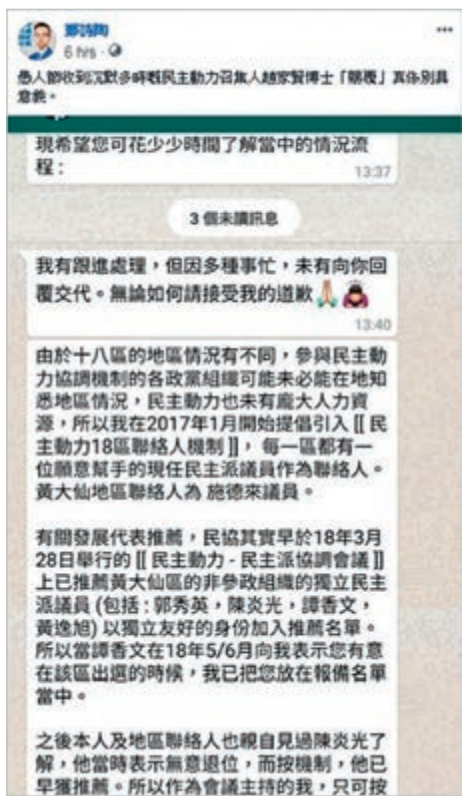 鄭詩陶
6 hrs
愚人節收到沉默多時嘅民主動力召集人趙家賢博士「賜覆」真係別具
意義。
現希望您可花少少時間了解當中的情況流
程：
13:37
3 個未讀訊息
我有跟進處理，但因多種事忙，未有向你回
覆交代。無論如何請接受我的道歉
13:40
由於十八區的地區情況有不同，參與民主動
力協調機制的各政黨組織可能未必能在地知
悉地區情況，民主動力也未有龐大人力資
源，所以我在2017年1月開始提倡引入 [[ 民
主動力18區聯絡人機制 ]]， 每一區都有一
位願意幫手的現任民主派議員作為聯絡人。
黃大仙地區聯絡人為 施德來議員。
有關發展代表推薦，民協其實早於18年3月
28日舉行的 [[ 民主動力 - 民主派協調會議 ]]
上已推薦黃大仙區的非參政組織的獨立民主
派議員 (包括 : 郭秀英，陳炎光，譚香文，
黃逸旭) 以獨立友好的身份加入推薦名單。
所以當譚香文在18年5/6月向我表示您有意
在該區出選的時候，我已把您放在報備名單
當中。
之後本人及地區聯絡人也親自見過陳炎光了
解，他當時表示無意退位，而按機制，他已
早獲推薦。所以作為會議主持的我，只可按